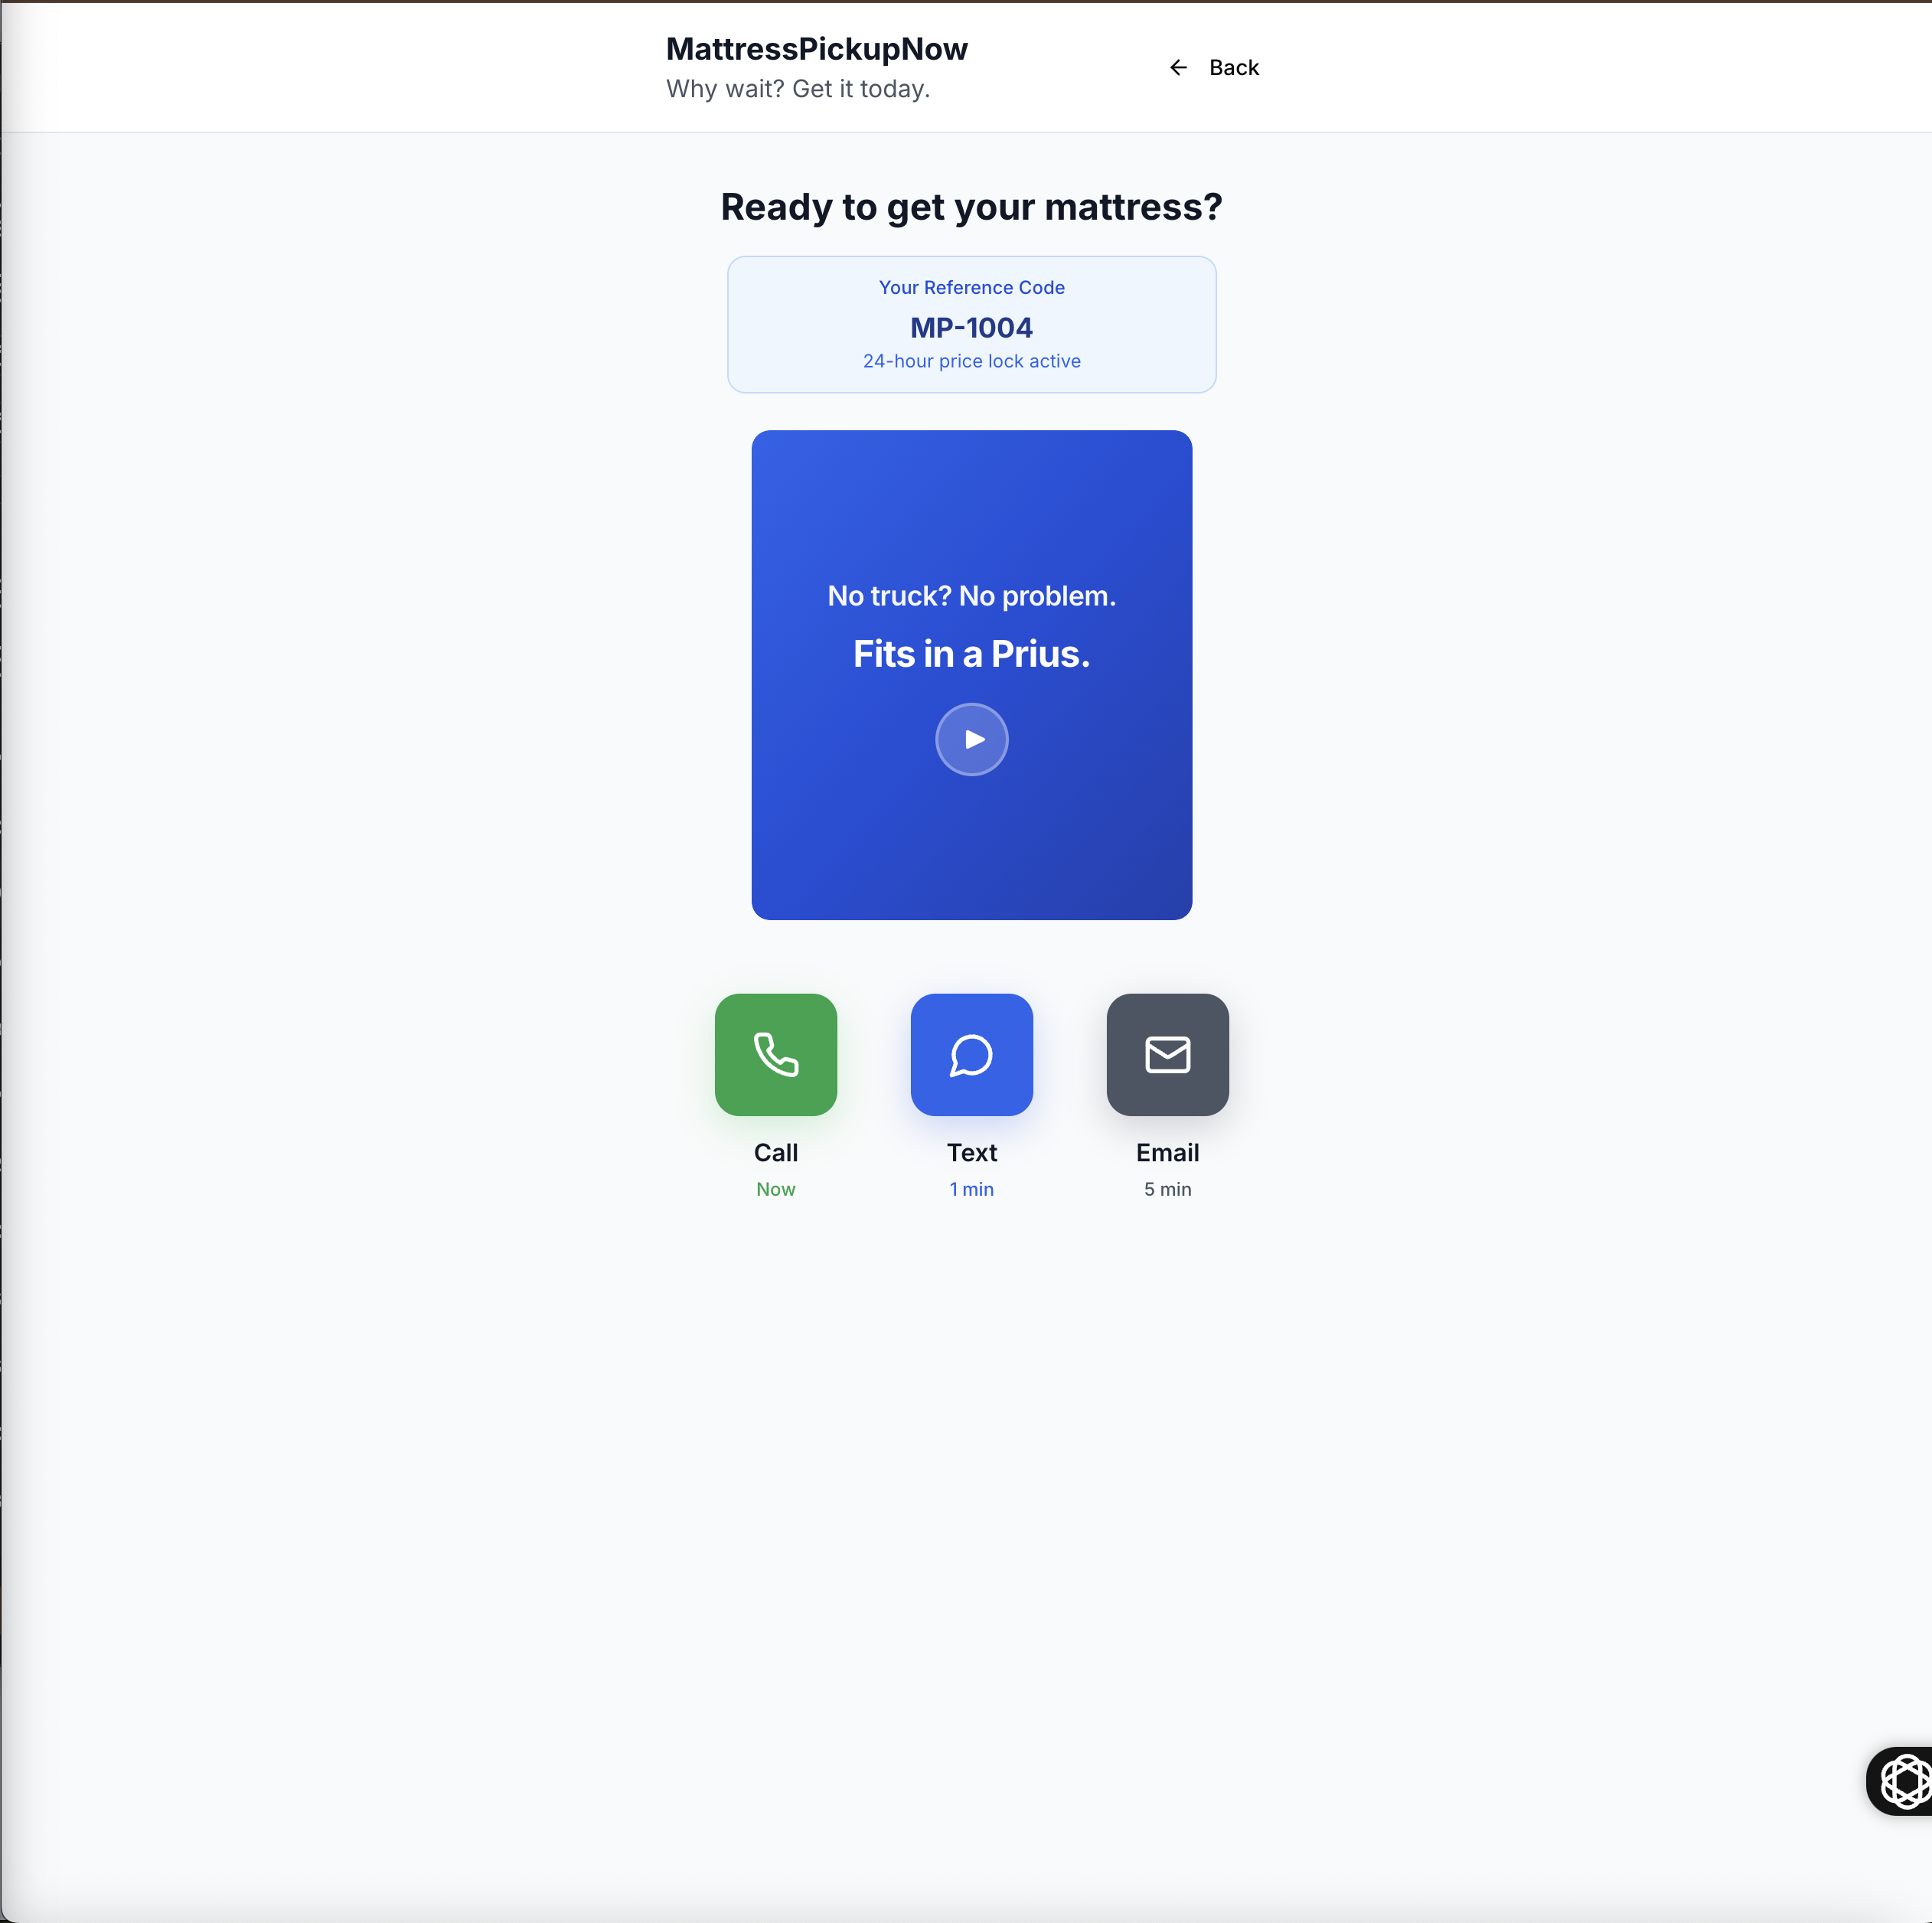 MattressPickupNow
Why wait? Get it today.
Back
Ready to get your mattress?
Your Reference Code
MP-1004
24-hour price lock active
No truck? No problem.
Fits in a Prius.
Call
Text
Email
Now
1 min
5 min